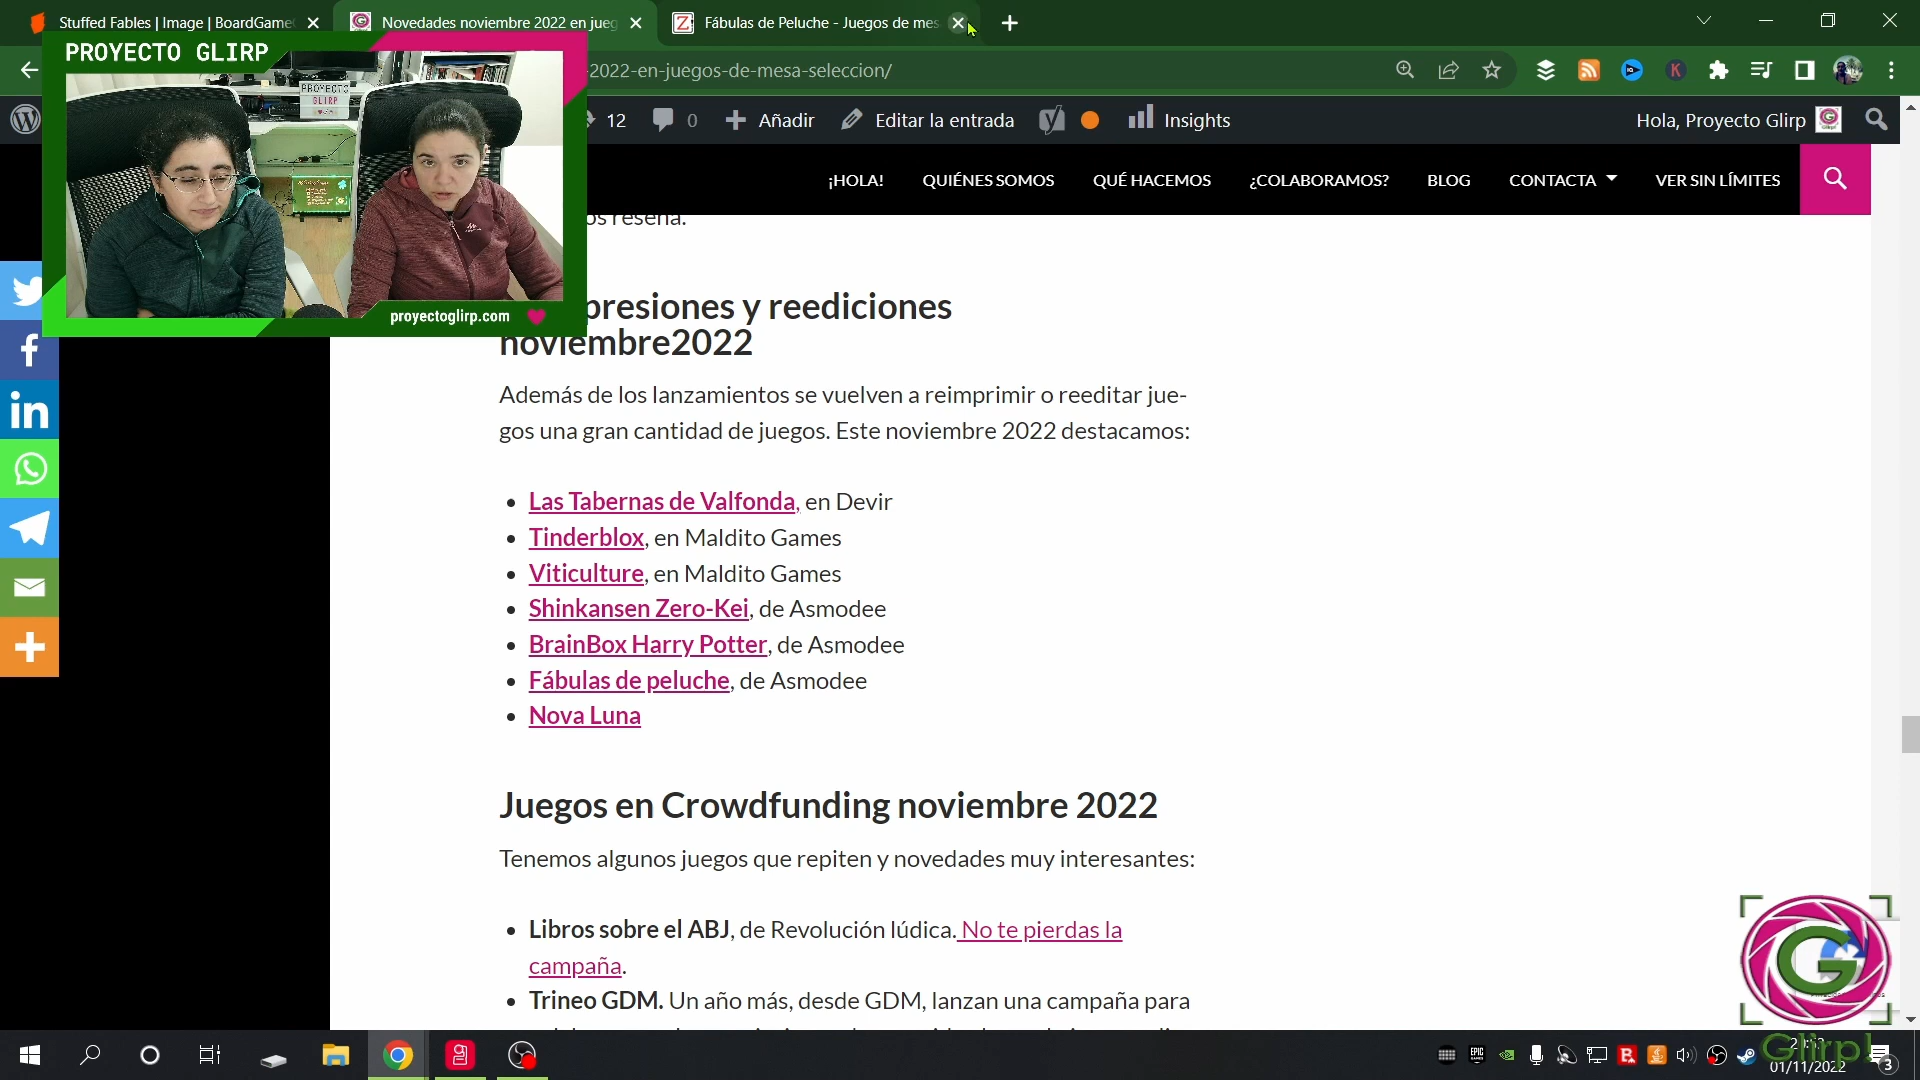 Stuffed Fables | Image | BoardGame
Novedades noviembre 2022 en jueg
Fábulas de Peluche - Juegos de mes
2022-en-juegos-de-mesa-seleccion/
PROYECTO GLIRP
PROYECTO
GLIRP
proyectoglirp.com
12
0
Añadir
Editar la entrada
Insights
Hola, Proyecto Glirp
¡HOLA!
QUIÉNES SOMOS
QUÉ HACEMOS
¿COLABORAMOS?
BLOG
CONTACTA
VER SIN LÍMITES
os reseña.
presiones y reediciones
noviembre2022
Además de los lanzamientos se vuelven a reimprimir o reeditar jue-
gos una gran cantidad de juegos. Este noviembre 2022 destacamos:
• Las Tabernas de Valfonda, en Devir
• Tinderblox, en Maldito Games
• Viticulture, en Maldito Games
• Shinkansen Zero-Kei, de Asmodee
• BrainBox Harry Potter, de Asmodee
• Fábulas de peluche, de Asmodee
• Nova Luna
Juegos en Crowdfunding noviembre 2022
Tenemos algunos juegos que repiten y novedades muy interesantes:
• Libros sobre el ABJ, de Revolución lúdica. No te pierdas la
campaña.
• Trineo GDM. Un año más, desde GDM, lanzan una campaña para
G
Glirp!
01/11/2022
3